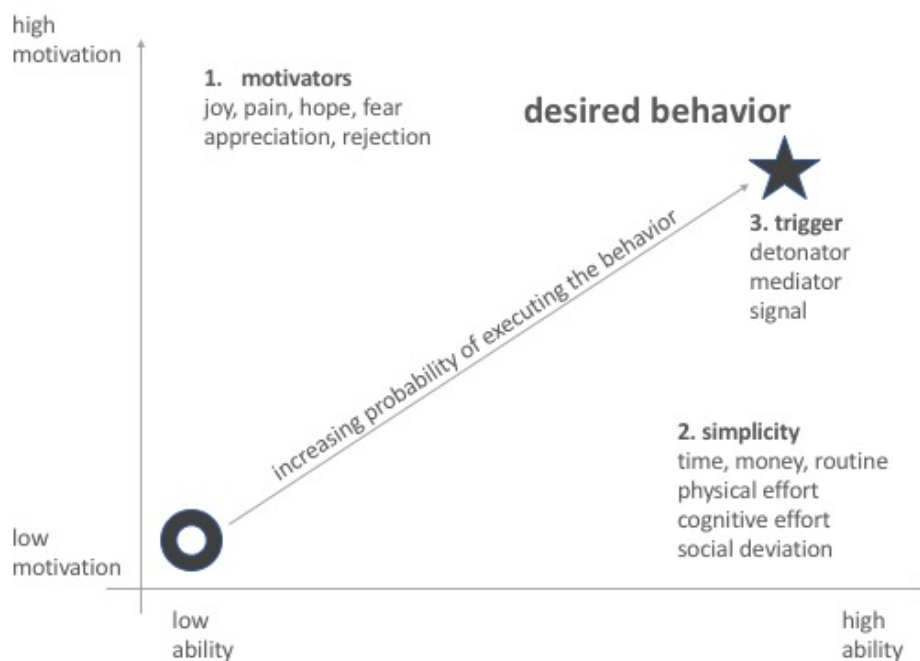 high
motivation
1. motivators
joy, pain, hope, fear
appreciation, rejection
desired behavior
3. trigger
detonator
mediator
signal
increasing probability of executing the behavior
2. simplicity
time, money, routine
physical effort
cognitive effort
social deviation
low
motivation
low
ability
high
ability